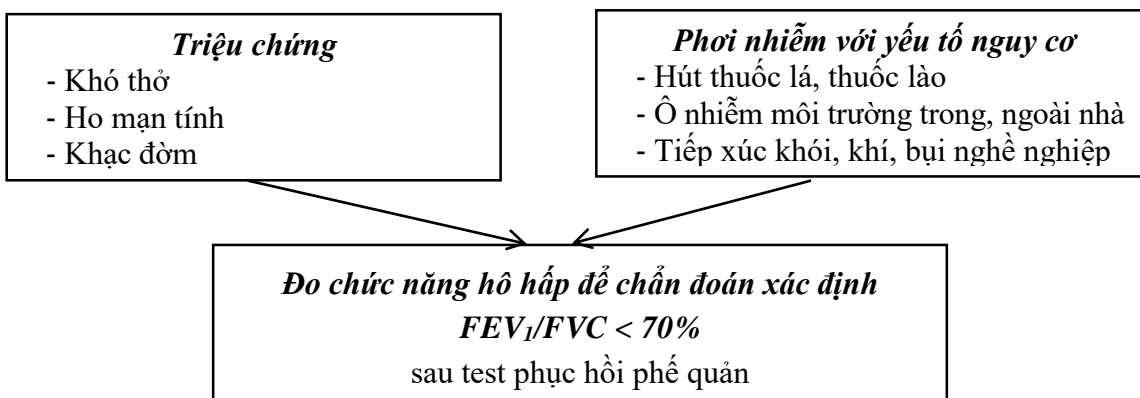 Triệu chứng
- Khó thở
- Ho mạn tính
- Khạc đờm
Phơi nhiễm với yếu tố nguy cơ
- Hút thuốc lá, thuốc lào
- Ô nhiễm môi trường trong, ngoài nhà
- Tiếp xúc khói, khí, bụi nghề nghiệp
Đo chức năng hô hấp để chẩn đoán xác định
FEV1/FVC < 70%
sau test phục hồi phế quản